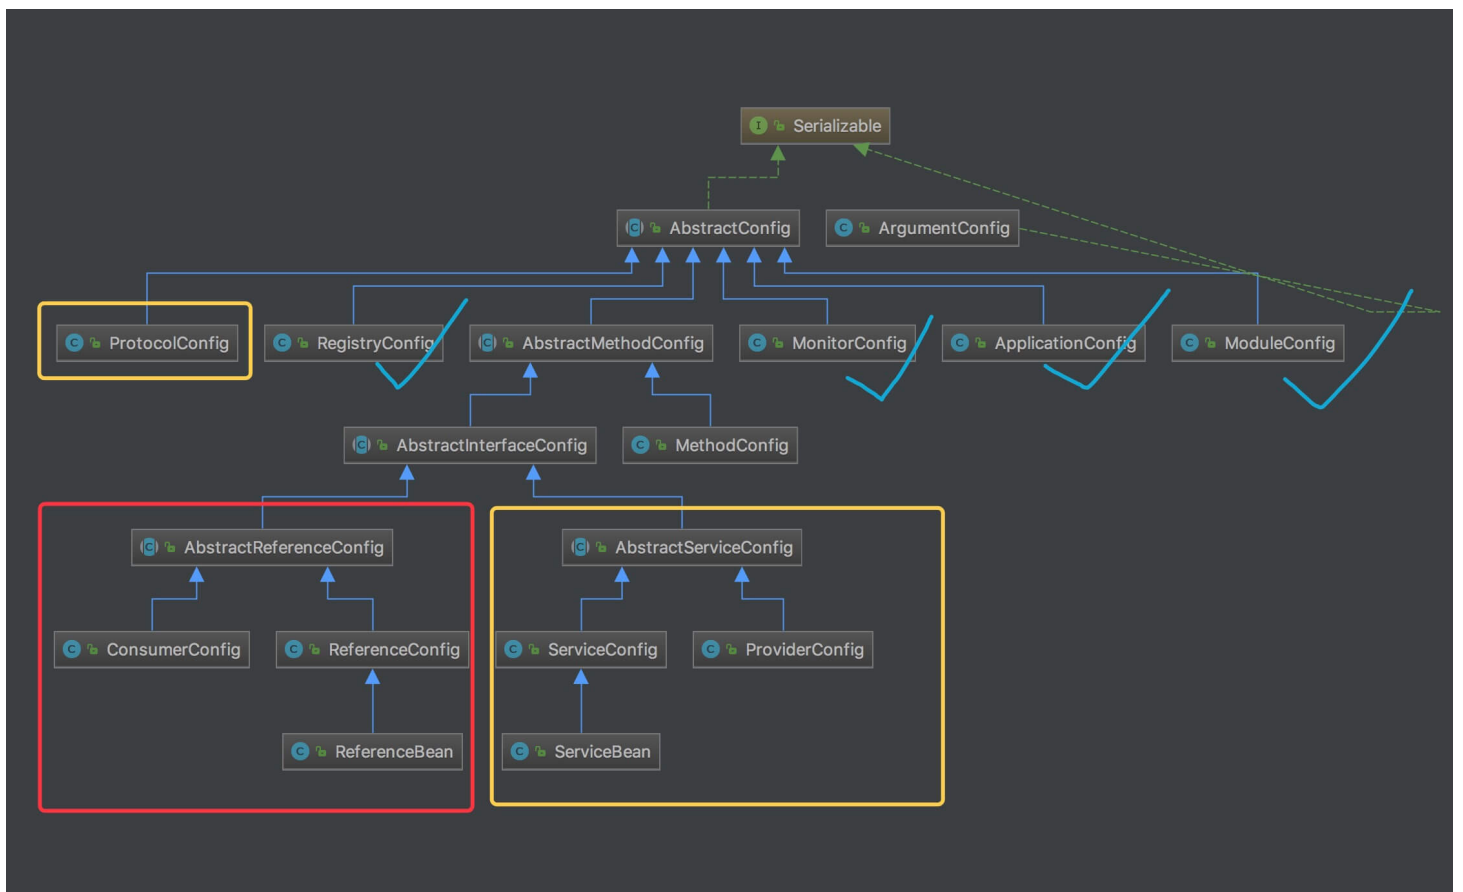 Serializable
AbstractConfig
ArgumentConfig
ProtocolConfig
RegistryConfig
AbstractMethodConfig
MonitorConfig
ApplicationConfig
ModuleConfig
AbstractInterfaceConfig
MethodConfig
AbstractReferenceConfig
AbstractServiceConfig
ConsumerConfig
ReferenceConfig
ServiceConfig
ProviderConfig
ReferenceBean
ServiceBean